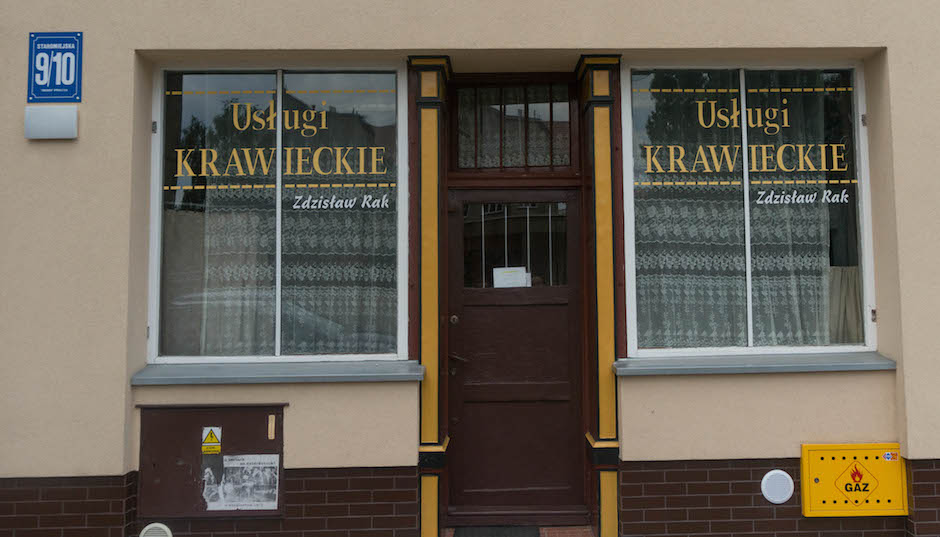 STAROMIEJSKA
9/10
Usługi
KRAWIECKIE
Zdzisław Rak
Usługi
KRAWIECKIE
Zdzisław Rak
GAZ